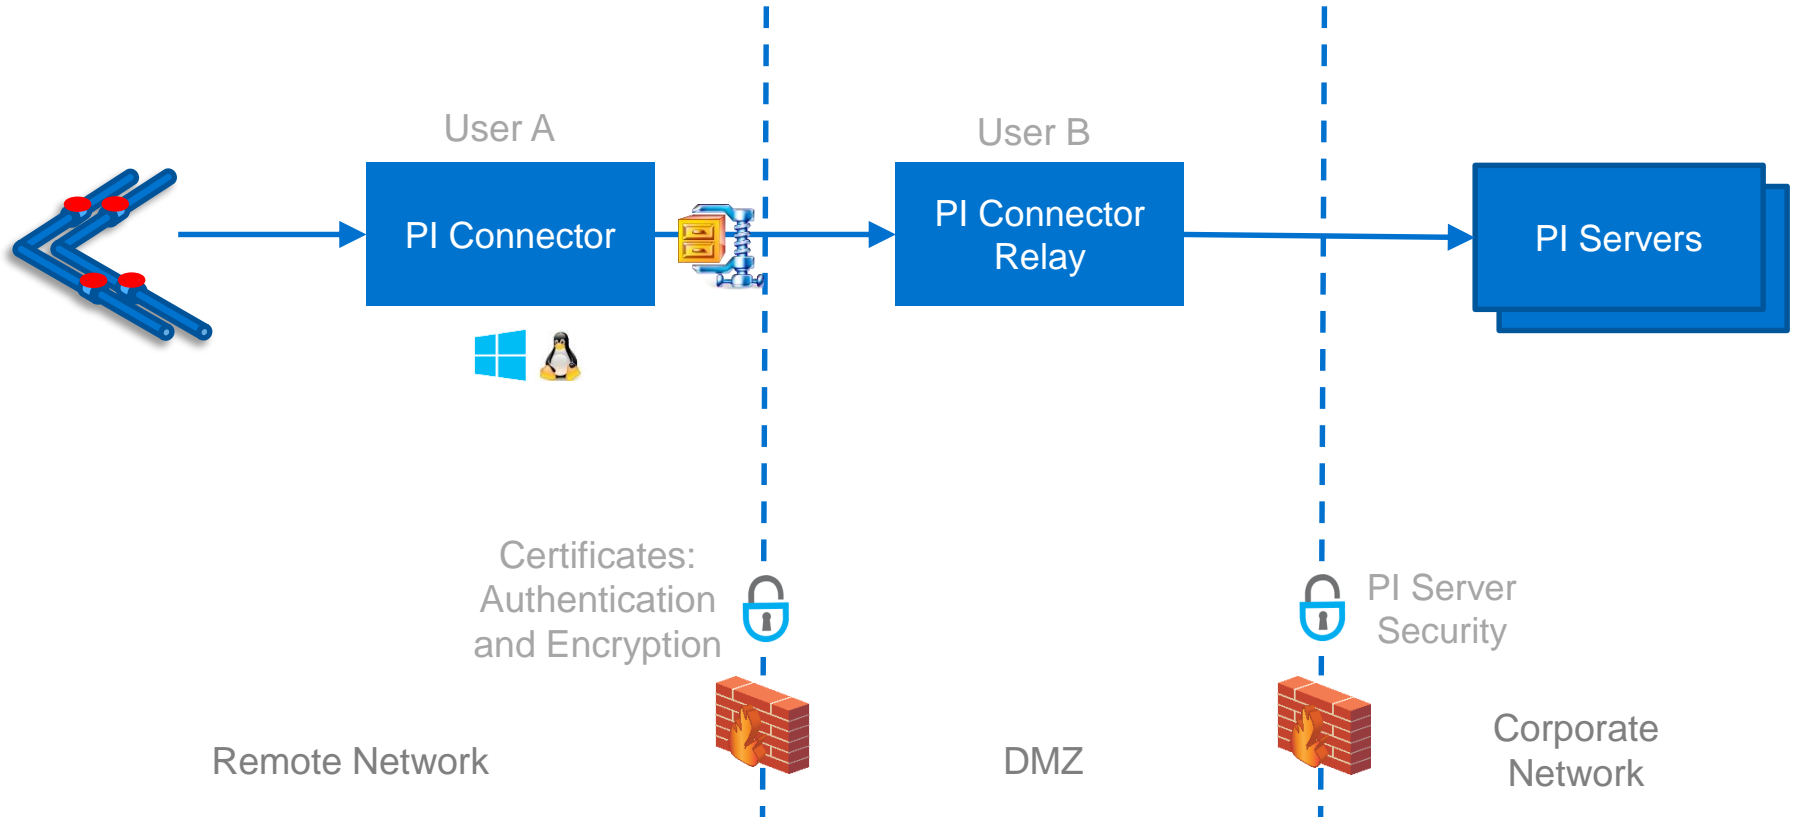 User A
User B
PI Connector
PI Connector
Relay
PI Servers
Certificates:
Authentication
and Encryption
PI Server
Security
Remote Network
DMZ
Corporate
Network